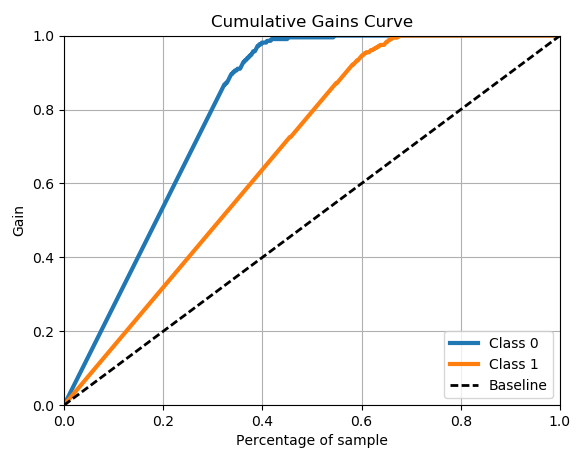 Cumulative Gains Curve
1.0
0.8
0.6
0.4
0.2
0.0
Gain
0.0 0.2 0.4 0.6 0.8 1.0
Percentage of sample
Class 0
Class 1
Baseline